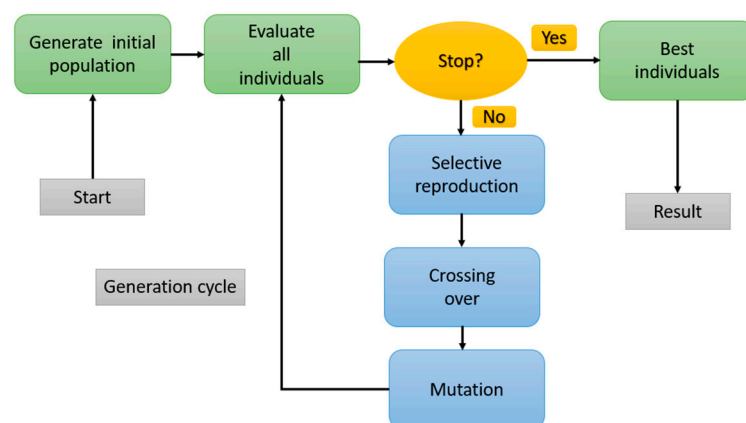 Generate initial
population
Evaluate
all
individuals
Stop?
Yes
Best
individuals
No
Selective
reproduction
Start
Result
Crossing
over
Generation cycle
Mutation